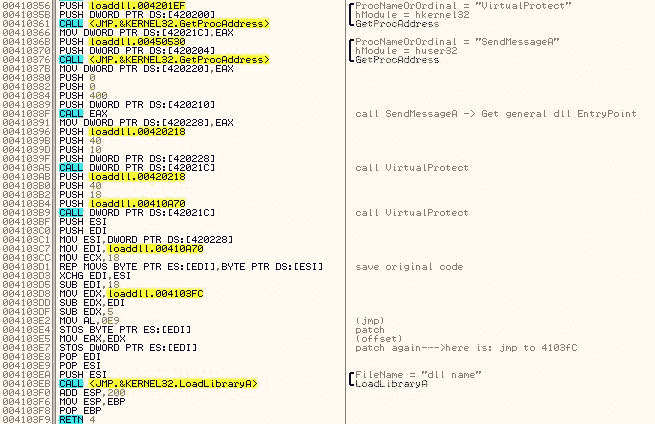 00410356 PUSH loaddll.004201EF ProcNameOrOrdinal = "VirtualProtect"
0041035B PUSH DWORD PTR DS:[420200] hModule = hkernel32
00410361 CALL <JMP.&KERNEL32.GetProcAddress> GetProcAddress
00410366 MOV DWORD PTR DS:[42021C],EAX
0041036B PUSH loaddll.00450530 ProcNameOrOrdinal = "SendMessageA"
00410370 PUSH DWORD PTR DS:[420204] hModule = huser32
00410376 CALL <JMP.&KERNEL32.GetProcAddress> GetProcAddress
0041037B MOV DWORD PTR DS:[420220],EAX
00410380 PUSH 0
00410382 PUSH 0
00410384 PUSH 400
00410389 PUSH DWORD PTR DS:[420210]
0041038F CALL EAX call SendMessageA -> Get general dll EntryPoint
00410391 MOV DWORD PTR DS:[420228],EAX
00410396 PUSH loaddll.00420218
0041039B PUSH 40
0041039D PUSH 10
0041039F PUSH DWORD PTR DS:[420228]
004103A5 CALL DWORD PTR DS:[42021C] call VirtualProtect
004103AB PUSH loaddll.00420218
004103B0 PUSH 40
004103B2 PUSH 18
004103B4 PUSH loaddll.00410A70
004103B9 CALL DWORD PTR DS:[42021C] call VirtualProtect
004103BF PUSH ESI
004103C0 PUSH EDI
004103C1 MOV ESI,DWORD PTR DS:[420228]
004103C7 MOV EDI,loaddll.00410A70
004103CC MOV ECX,18
004103D1 REP MOVS BYTE PTR ES:[EDI],BYTE PTR DS:[ESI] save original code
004103D3 XCHG EDI,ESI
004103D5 SUB EDI,18
004103D8 MOV EDX,loaddll.004103FC
004103DD SUB EDX,EDI
004103DF SUB EDX,5
004103E2 MOV AL,0E9 (jmp)
004103E4 STOS BYTE PTR ES:[EDI] patch
004103E5 MOV EAX,EDX (offset)
004103E7 STOS DWORD PTR ES:[EDI] patch again--->here is: jmp to 4103fC
004103E8 POP EDI
004103E9 POP ESI
004103EA PUSH ESI FileName = "dll name"
004103EB CALL <JMP.&KERNEL32.LoadLibraryA> LoadLibraryA
004103F0 ADD ESP,200
004103F6 MOV ESP,EBP
004103F8 POP EBP
004103F9 RETN 4